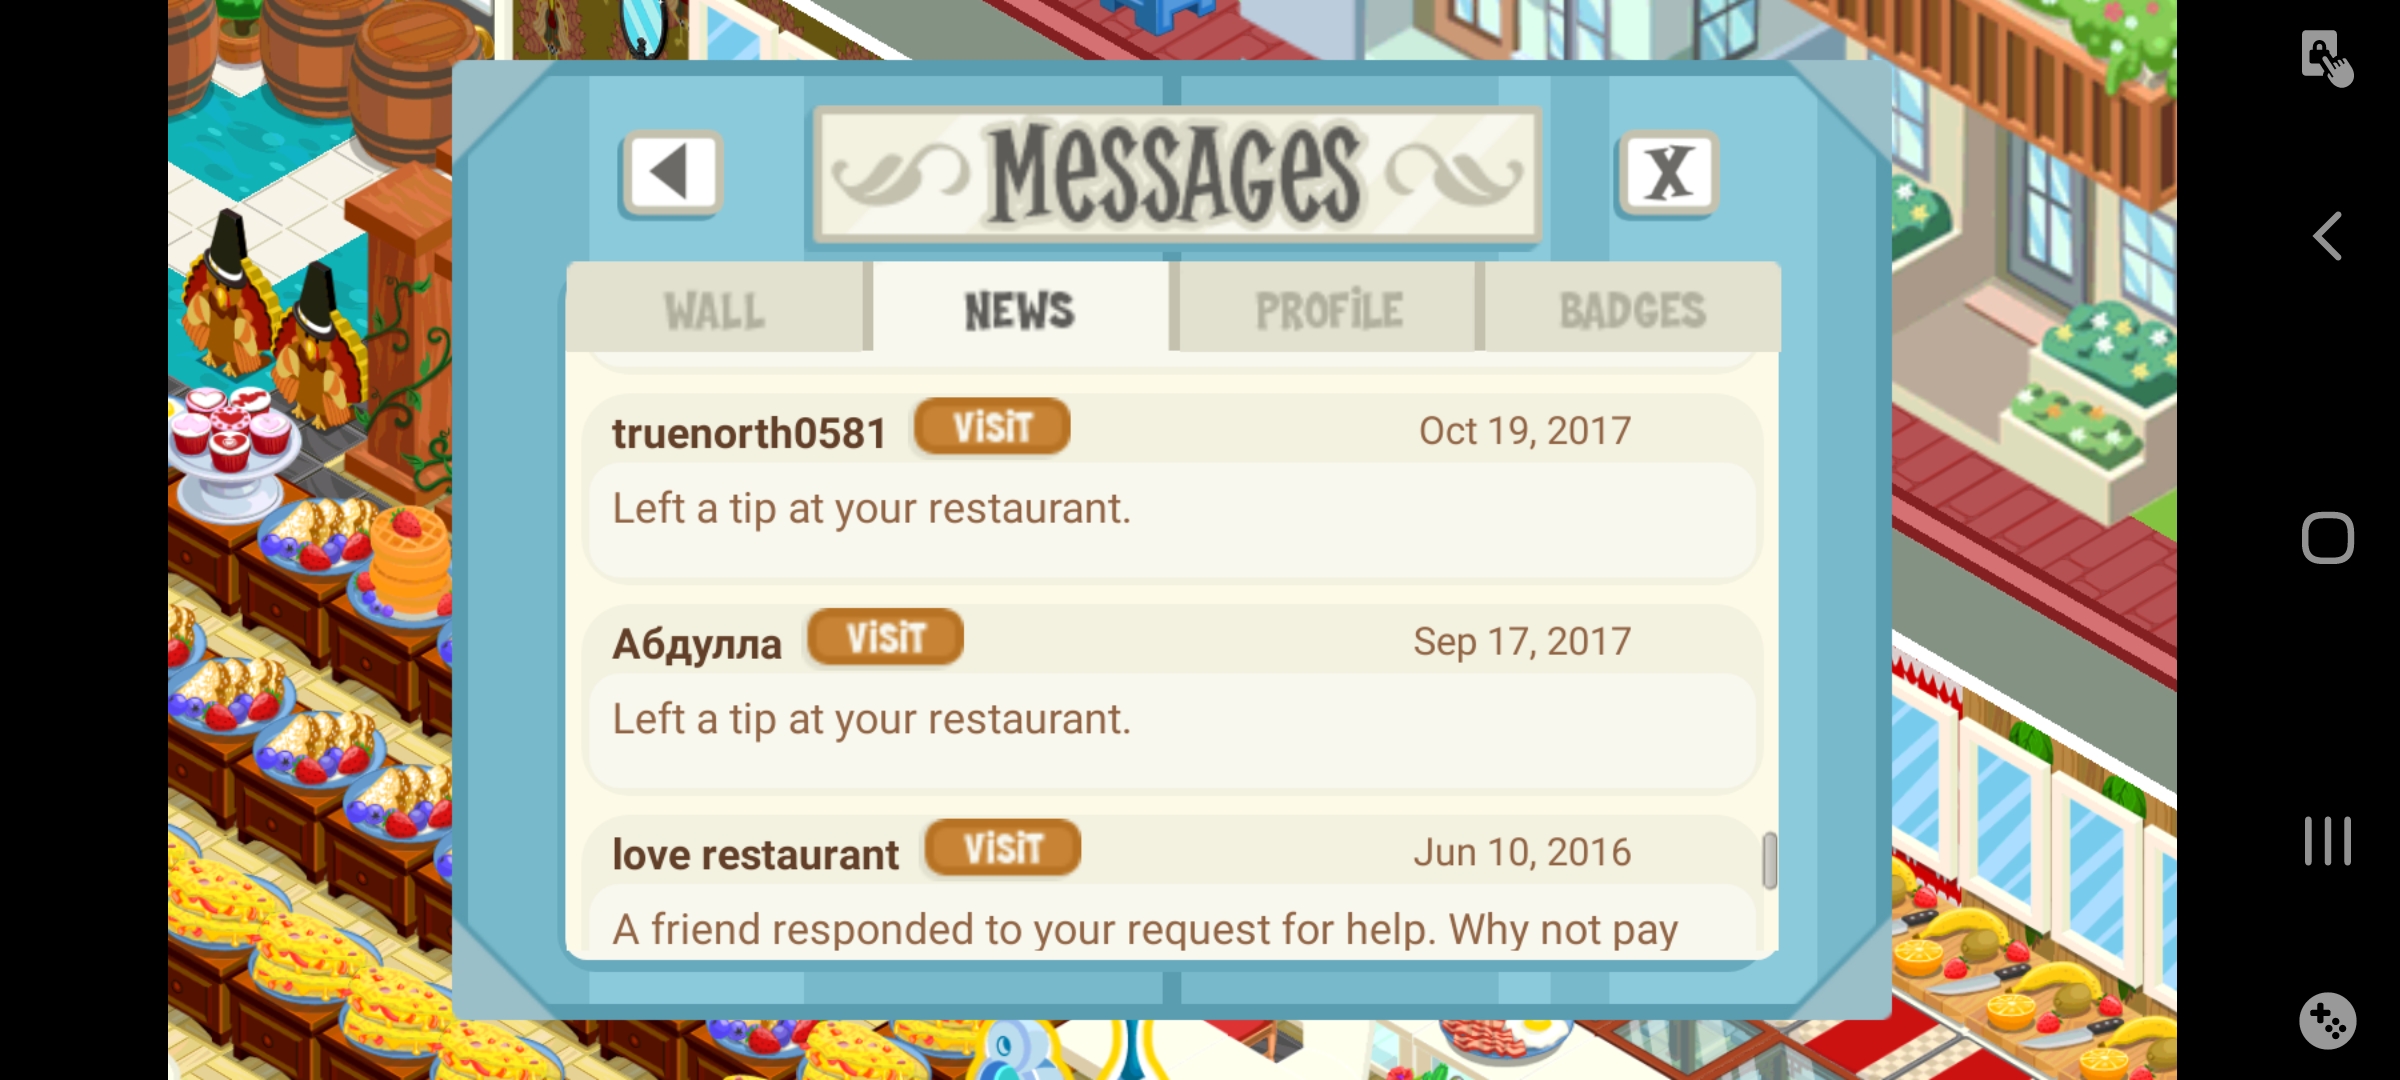 MESSAGES
X
WALL
NEWS
PROFILE
BADGES
truenorth0581 VISIT Oct 19, 2017
Left a tip at your restaurant.
Абдулла VISIT Sep 17, 2017
Left a tip at your restaurant.
love restaurant VISIT Jun 10, 2016
A friend responded to your request for help. Why not pay